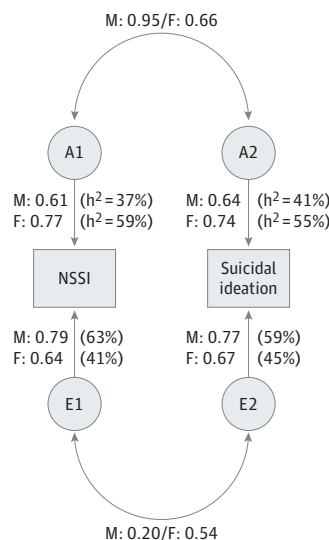 M: 0.95/F: 0.66
A1
A2
M: 0.61 (h²=37%)
F: 0.77 (h²=59%)
M: 0.64 (h²=41%)
F: 0.74 (h²=55%)
NSSI
Suicidal
ideation
M: 0.79 (63%)
F: 0.64 (41%)
M: 0.77 (59%)
F: 0.67 (45%)
E1
E2
M: 0.20/F: 0.54